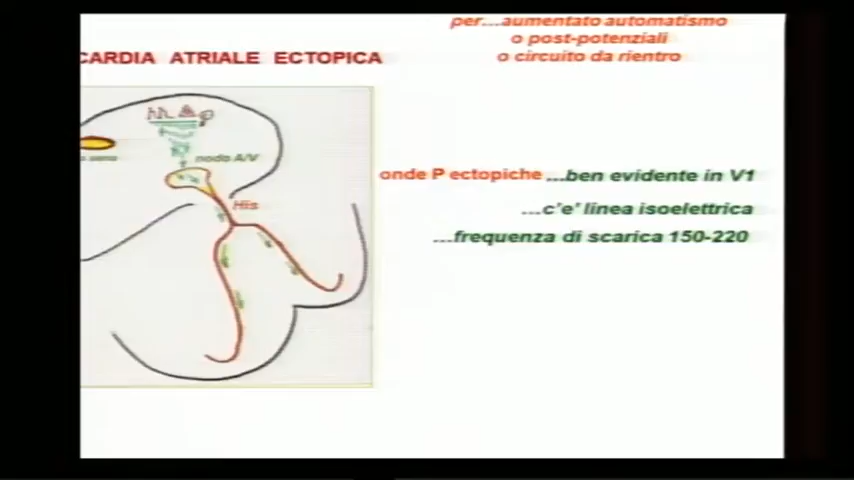 per...aumentato automatismo
o post-potenziali
o circuito da rientro
CARDIA ATRIALE ECTOPICA
nodo A/V
His
onde P ectopiche ...ben evidente in V1
...c'e' linea isoelettrica
...frequenza di scarica 150-220